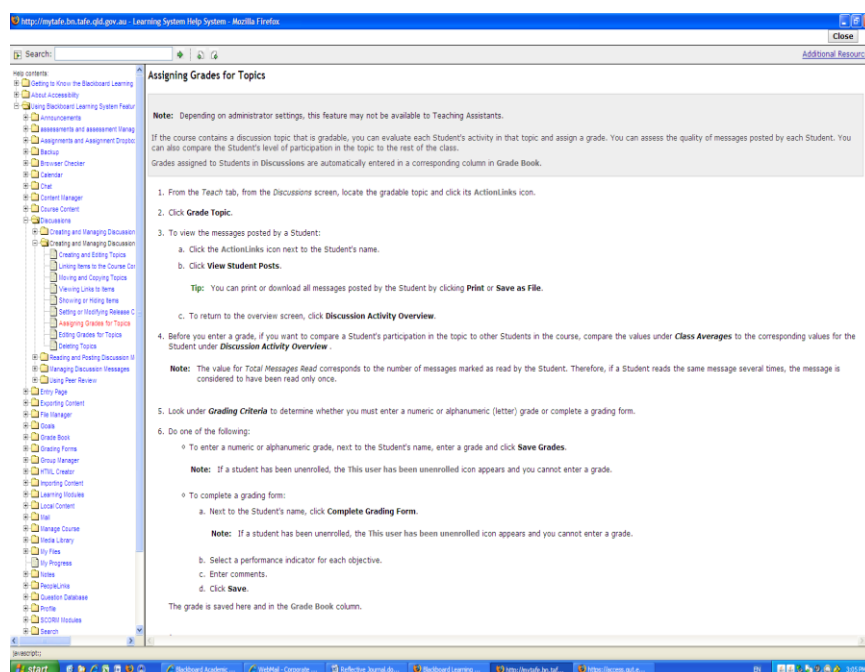 http://mytafe.bn.tafe.qld.gov.au - Learning System Help System - Mozilla Firefox
Close
Search:
Additional Resourc
Help contents:
Getting to Know the Blackboard Learning
About Accessibility
Using Blackboard Learning System Featur
Announcements
assessments and assessment Manag
Assignments and Assignment Dropbo
Backup
Browser Checker
Calendar
Chat
Content Manager
Course Content
Discussions
Creating and Managing Discussion
Creating and Managing Discussion
Creating and Editing Topics
Linking Items to the Course Cor
Moving and Copying Topics
Viewing Links to Items
Showing or Hiding Items
Setting or Modifying Release C
Assigning Grades for Topics
Editing Grades for Topics
Deleting Topics
Reading and Posting Discussion M
Managing Discussion Messages
Using Peer Review
Entry Page
Exporting Content
File Manager
Goals
Grade Book
Grading Forms
Group Manager
HTML Creator
Importing Content
Learning Modules
Local Content
Mail
Manage Course
Media Library
My Files
My Progress
Notes
PeopleLinks
Question Database
Profile
SCORM Modules
Search
Assigning Grades for Topics
Note: Depending on administrator settings, this feature may not be available to Teaching Assistants.
If the course contains a discussion topic that is gradable, you can evaluate each Student's activity in that topic and assign a grade. You can assess the quality of messages posted by each Student. You
can also compare the Student's level of participation in the topic to the rest of the class.
Grades assigned to Students in Discussions are automatically entered in a corresponding column in Grade Book.
1. From the Teach tab, from the Discussions screen, locate the gradable topic and click its ActionLinks icon.
2. Click Grade Topic.
3. To view the messages posted by a Student:
a. Click the ActionLinks icon next to the Student's name.
b. Click View Student Posts.
Tip: You can print or download all messages posted by the Student by clicking Print or Save as File.
c. To return to the overview screen, click Discussion Activity Overview.
4. Before you enter a grade, if you want to compare a Student's participation in the topic to other Students in the course, compare the values under Class Averages to the corresponding values for the
Student under Discussion Activity Overview .
Note: The value for Total Messages Read corresponds to the number of messages marked as read by the Student. Therefore, if a Student reads the same message several times, the message is
considered to have been read only once.
5. Look under Grading Criteria to determine whether you must enter a numeric or alphanumeric (letter) grade or complete a grading form.
6. Do one of the following:
To enter a numeric or alphanumeric grade, next to the Student's name, enter a grade and click Save Grades.
Note: If a student has been unenrolled, the This user has been unenrolled icon appears and you cannot enter a grade.
To complete a grading form:
a. Next to the Student's name, click Complete Grading Form.
Note: If a student has been unenrolled, the This user has been unenrolled icon appears and you cannot enter a grade.
b. Select a performance indicator for each objective.
c. Enter comments.
d. Click Save.
The grade is saved here and in the Grade Book column.
javascript:;
start
Blackboard Academic ...
WebMail - Corporate ...
Reflective Journal.do...
Blackboard Learning ...
http://mytafe.bn.taf...
https://access.qut.e...
EN
3:05 PM